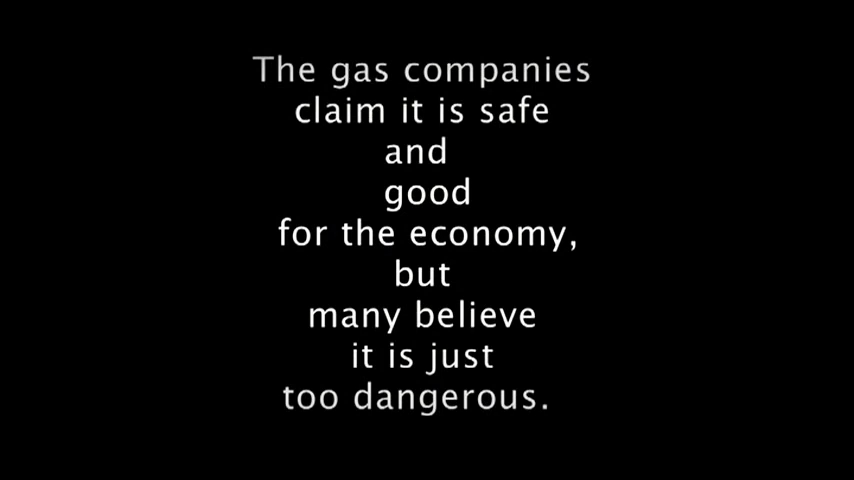 The gas companies
claim it is safe
and
good
for the economy,
but
many believe
it is just
too dangerous.